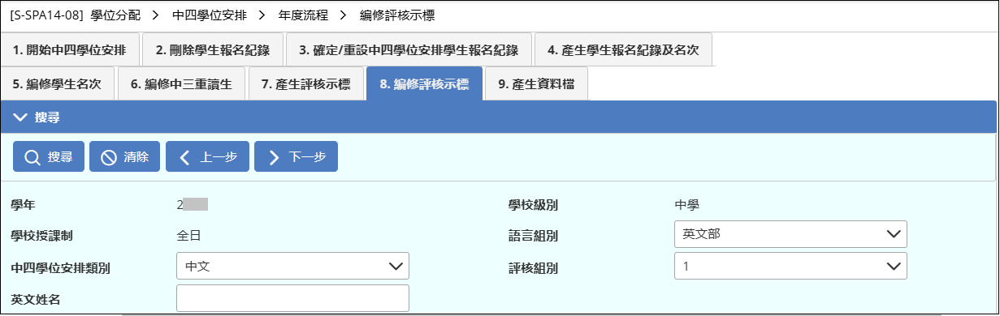 [S-SPA14-08] 學位分配 > 中四學位安排 > 年度流程 > 編修評核示標
1. 開始中四學位安排 2. 刪除學生報名紀錄 3. 確定/重設中四學位安排學生報名紀錄 4. 產生學生報名紀錄及名次
5. 編修學生名次 6. 編修中三重讀生 7. 產生評核示標 8. 編修評核示標 9. 產生資料檔
搜尋
搜尋 清除 上一步 下一步
學年 2 學校級別 中學
學校授課制 全日 語言組別 英文部
中四學位安排類別 中文 評核組別 1
英文姓名